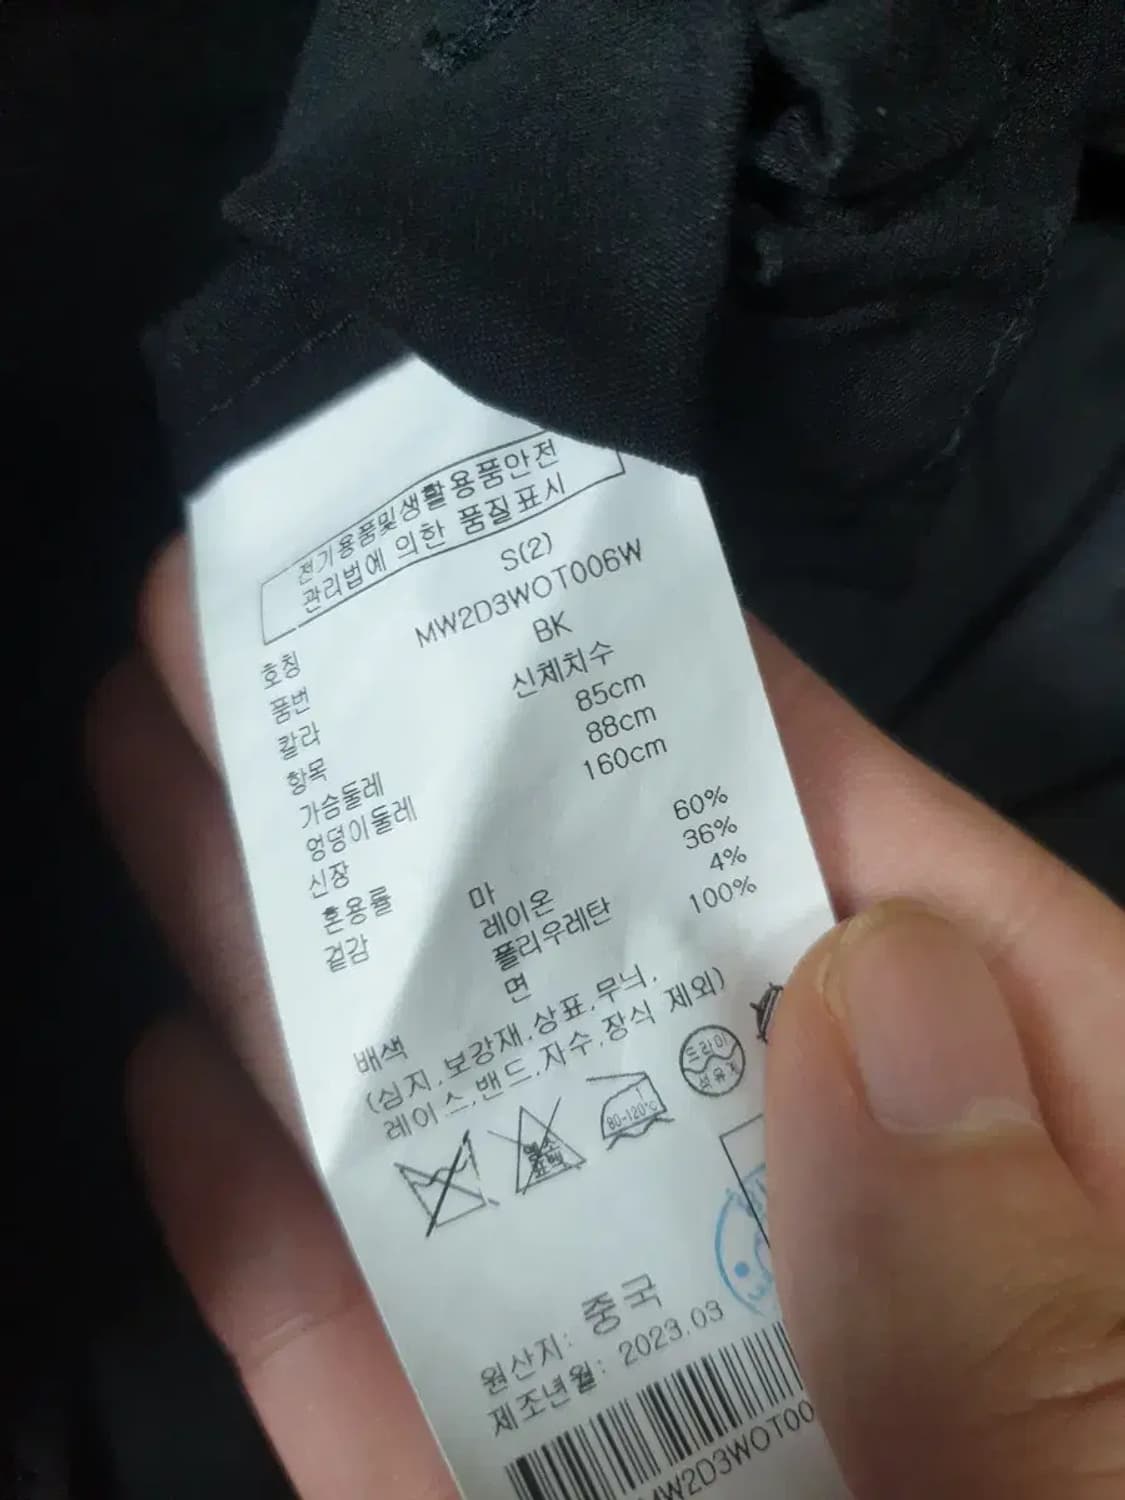 전기용품및생활용품안전
관리법에 의한 품질표시
호칭 S(2)
품번 MW2D3WOT006W
칼라 BK
항목 신체치수
가슴둘레 85cm
엉덩이둘레 88cm
신장 160cm
혼용률
겉감 마 60%
레이온 36%
폴리우레탄 4%
배색 면 100%
(심지,보강재,상표,무늬,
레이스,밴드,자수,장식 제외)
염소
표백
80-120°C
드라이
석유계
원산지: 중국
제조년월: 2023.03
MW2D3WOT00